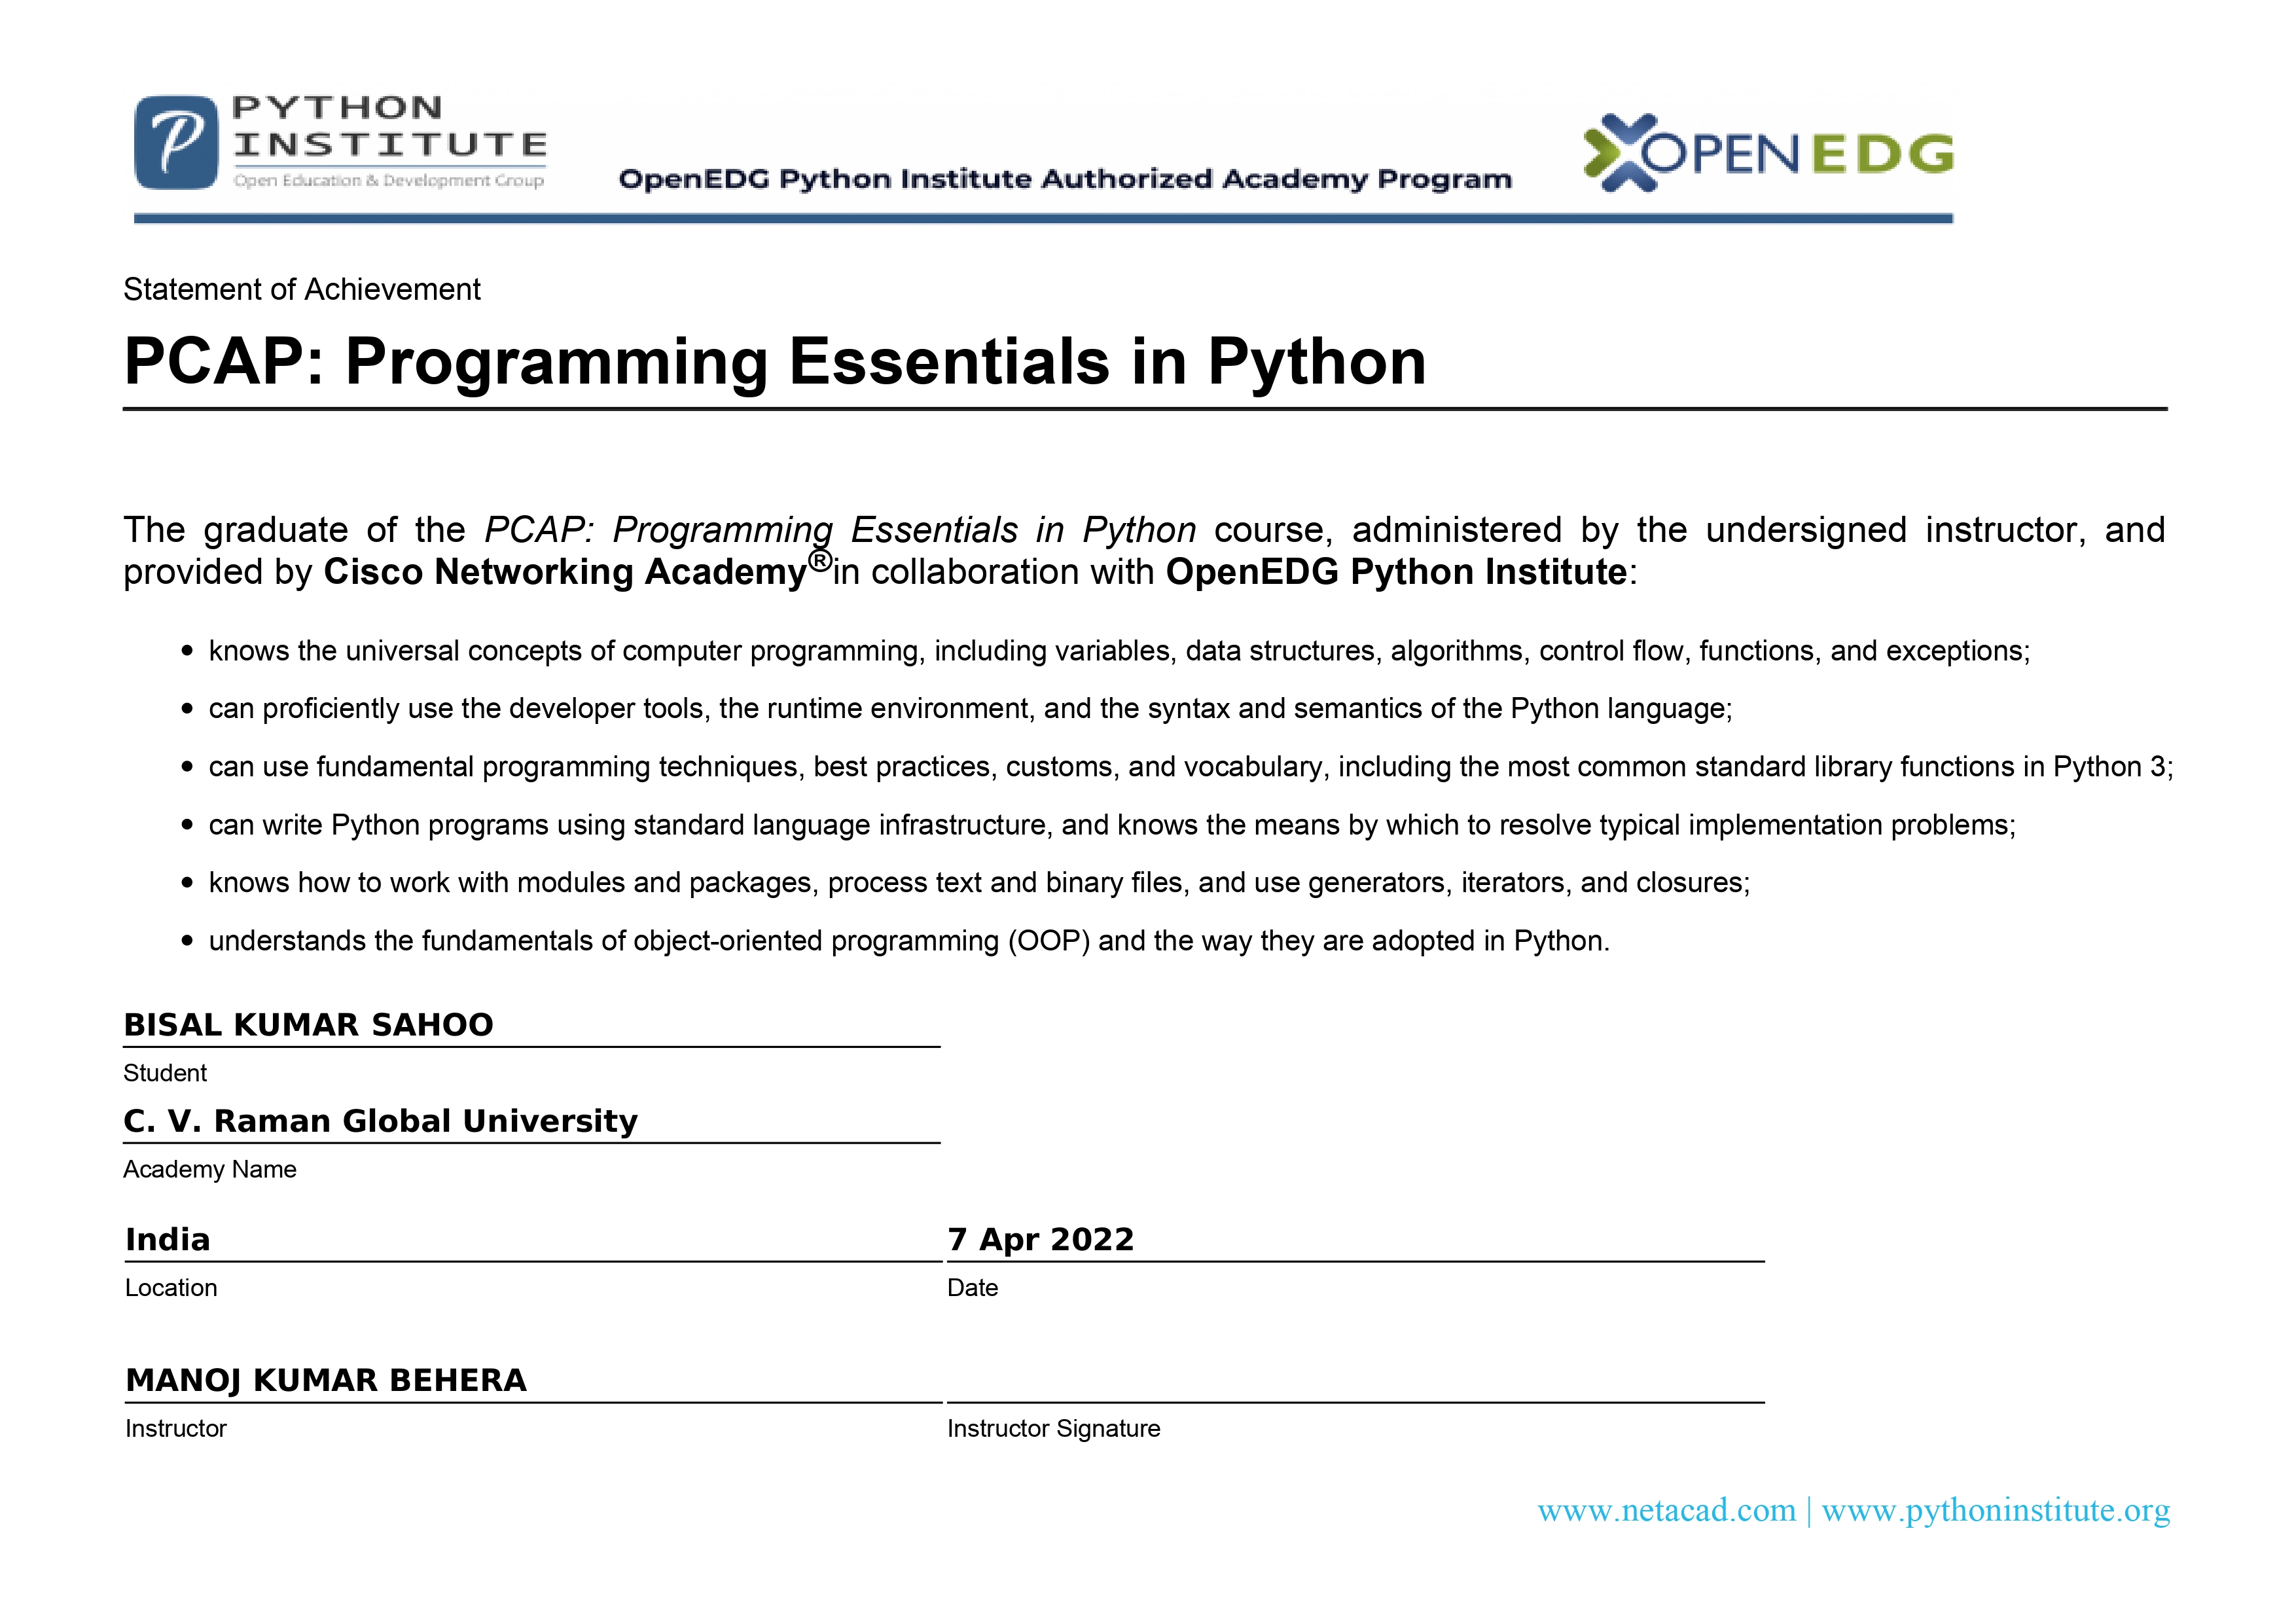 PYTHON
INSTITUTE
Open Education & Development Group
OpenEDG Python Institute Authorized Academy Program
OPENEDG
Statement of Achievement
PCAP: Programming Essentials in Python
The graduate of the PCAP: Programming Essentials in Python course, administered by the undersigned instructor, and
provided by Cisco Networking Academy®in collaboration with OpenEDG Python Institute:
• knows the universal concepts of computer programming, including variables, data structures, algorithms, control flow, functions, and exceptions;
• can proficiently use the developer tools, the runtime environment, and the syntax and semantics of the Python language;
• can use fundamental programming techniques, best practices, customs, and vocabulary, including the most common standard library functions in Python 3;
• can write Python programs using standard language infrastructure, and knows the means by which to resolve typical implementation problems;
• knows how to work with modules and packages, process text and binary files, and use generators, iterators, and closures;
• understands the fundamentals of object-oriented programming (OOP) and the way they are adopted in Python.
BISAL KUMAR SAHOO
Student
C. V. Raman Global University
Academy Name
India
Location
7 Apr 2022
Date
MANOJ KUMAR BEHERA
Instructor
Instructor Signature
www.netacad.com | www.pythoninstitute.org